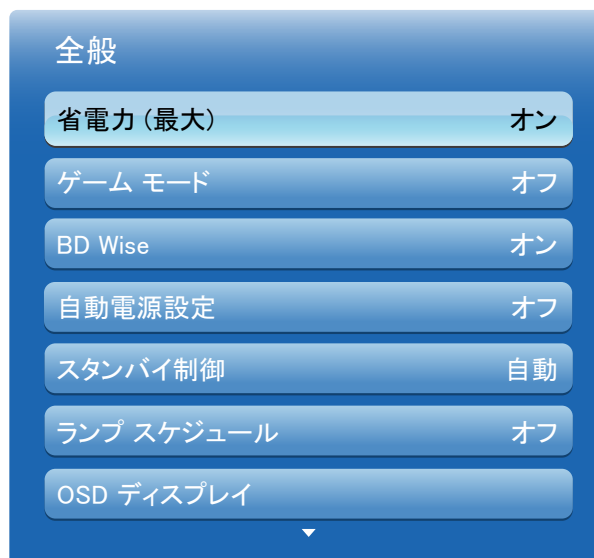 全般
省電力 (最大) オン
ゲーム モード オフ
BD Wise オン
自動電源設定 オフ
スタンバイ制御 自動
ランプ スケジュール オフ
OSD ディスプレイ